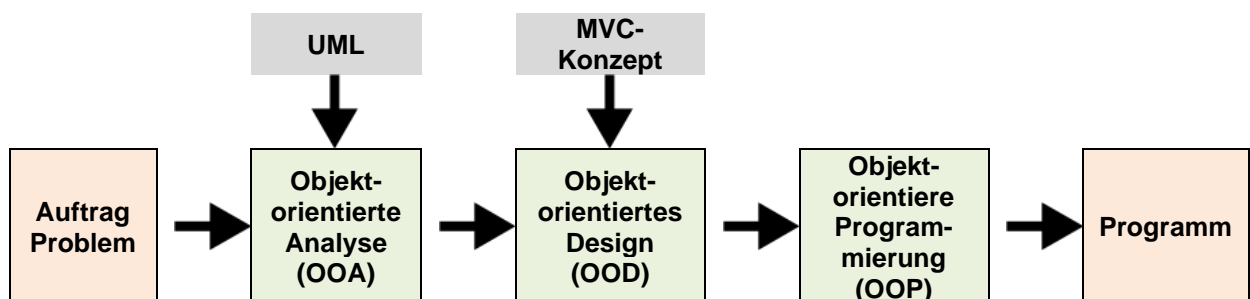 UML
MVC-
Konzept
Auftrag
Problem
Objekt-
orientierte
Analyse
(OOA)
Objekt-
orientiertes
Design
(OOD)
Objekt-
orientiere
Program-
mierung
(OOP)
Programm